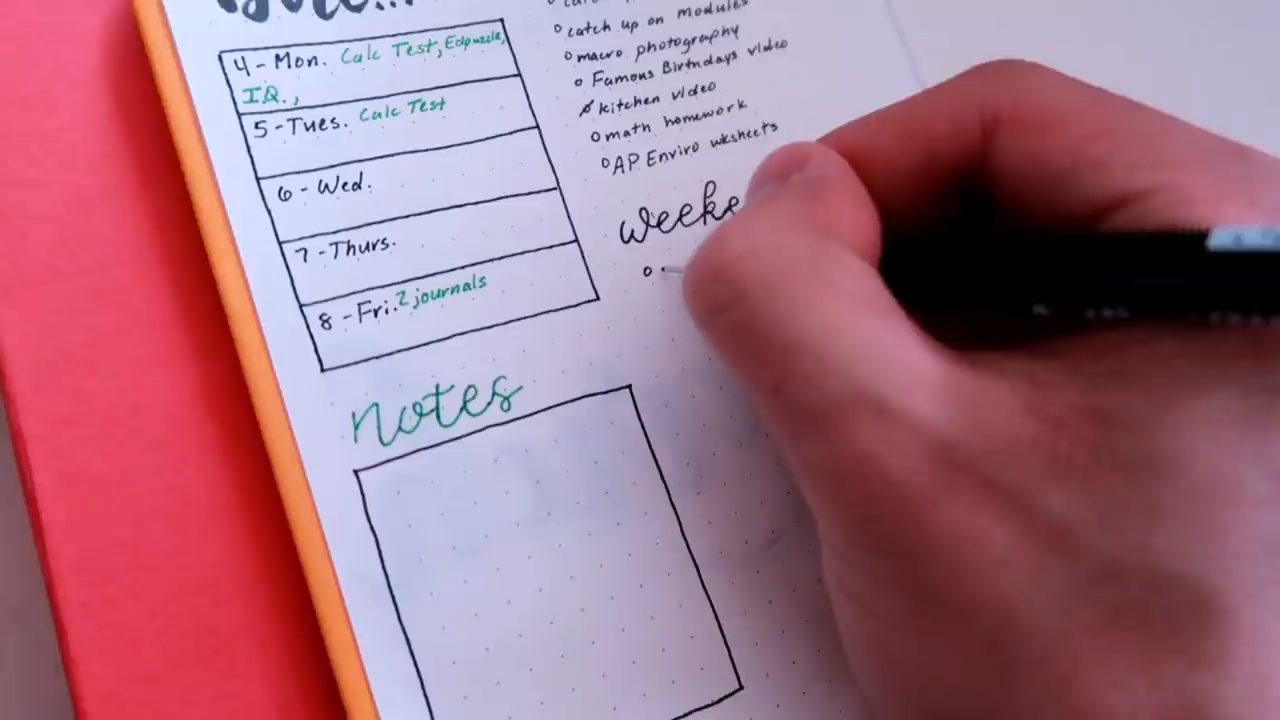 4 - Mon. Calc Test, Edpuzzle,
I.Q.,
5 - Tues. Calc Test
6 - Wed.
7 - Thurs.
8 - Fri. 2 journals
notes
catch up on modules
macro photography
Famous Birthdays video
kitchen video
math homework
AP Enviro wksheets
weeke